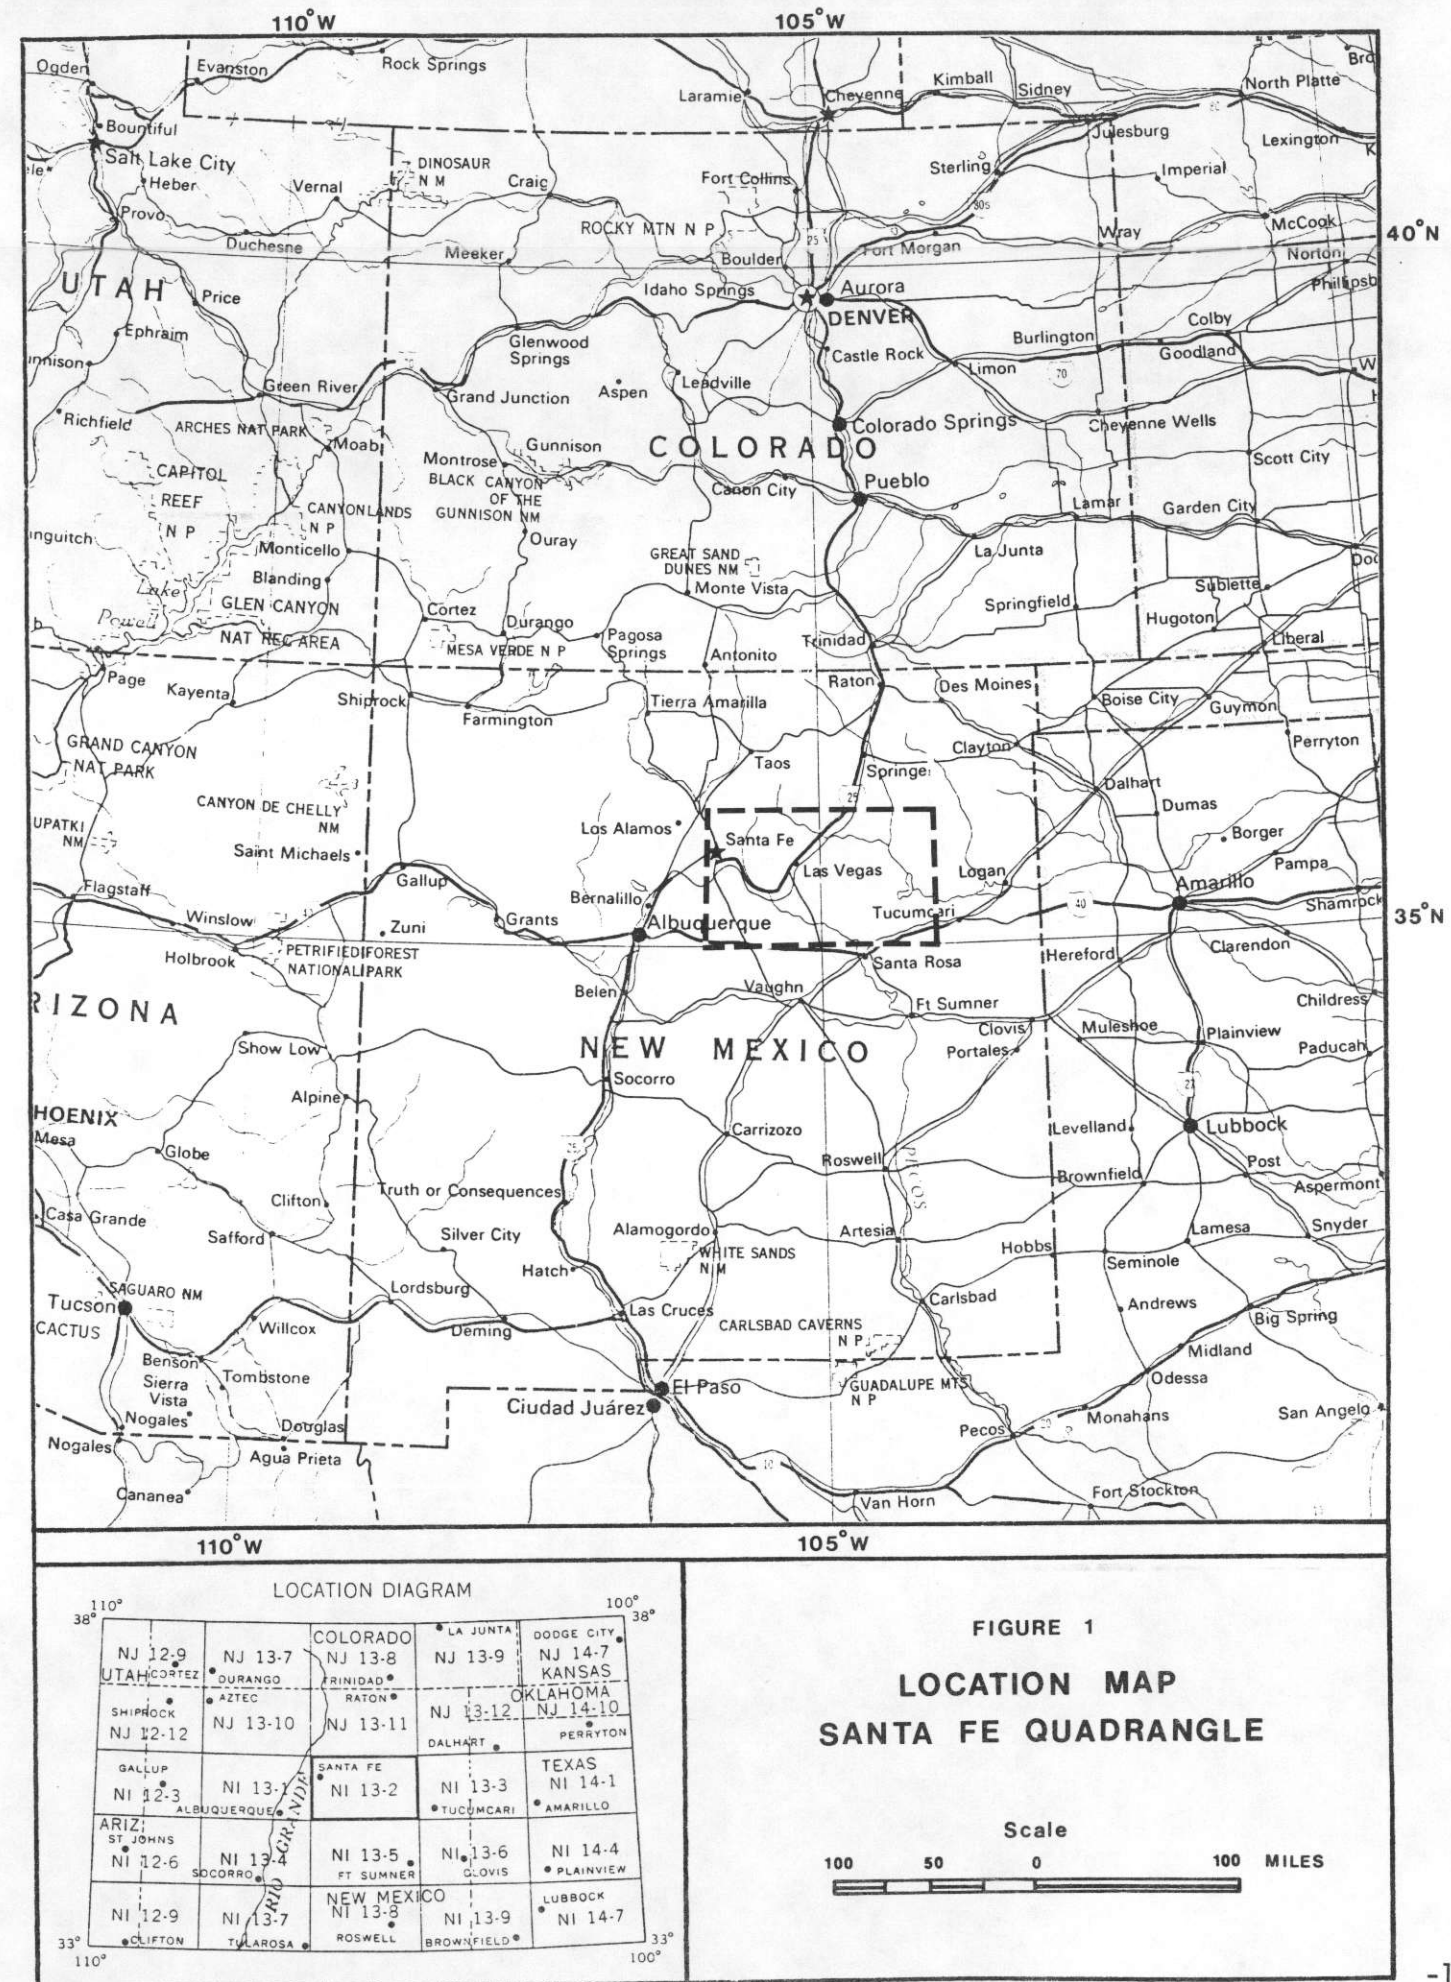 110°W 105°W
Ogden Evanston Rock Springs Laramie Cheyenne Kimball Sidney North Platte
Bountiful Julesburg Lexington
Salt Lake City DINOSAUR Sterling Imperial
Heber Vernal N M Craig Fort Collins
Provo ROCKY MTN N P McCook
Duchesne Meeker Boulder 25 Fort Morgan Wray Norton 40°N
UTAH Price Idaho Springs Aurora
DENVER
Ephraim Glenwood Burlington Colby
Springs Castle Rock Goodland
Green River Leadville Limon 70
Grand Junction Aspen
Richfield ARCHES NAT PARK Colorado Springs Cheyenne Wells
Moab Gunnison COLORADO
CAPITOL Montrose Scott City
REEF BLACK CANYON Canon City Pueblo
N P CANYONLANDS OF THE Lamar Garden City
N P GUNNISON NM
Monticello Ouray GREAT SAND La Junta
Blanding DUNES NM
Lake Monte Vista Sublette
Powell GLEN CANYON Cortez Durango Springfield Hugoton
NAT REC AREA MESA VERDE N P Pagosa Trinidad Liberal
Springs Antonito
Page Kayenta Shiprock Raton Des Moines Boise City Guymon
Farmington Tierra Amarilla
GRAND CANYON Clayton Perryton
NAT PARK Taos
Dalhart
CANYON DE CHELLY 25 Dumas
NM Los Alamos Borger
Saint Michaels Santa Fe Pampa
Flagstaff Gallup Las Vegas Logan Amarillo
Bernalillo 40 Shamrock
Winslow 40 Grants Albuquerque Tucumcari 35°N
Zuni Clarendon
Holbrook PETRIFIED FOREST Santa Rosa Hereford
NATIONAL PARK
Belen Vaughn Ft Sumner Childress
RIZONA Clovis Muleshoe Plainview
Show Low NEW MEXICO Portales Paducah
Socorro
Alpine 27
HOENIX
Mesa Carrizozo Levelland Lubbock
Globe 25 Roswell PECOS Brownfield Post
Clifton Truth or Consequences Aspermont
Casa Grande
Safford Silver City Alamogordo Artesia Lamesa Snyder
WHITE SANDS Hobbs
Hatch N M Seminole
SAGUARO NM Lordsburg
Tucson Carlsbad Andrews
CACTUS Willcox Deming Las Cruces CARLSBAD CAVERNS Big Spring
N P
Benson Midland
Sierra Tombstone El Paso GUADALUPE MTS Odessa
Vista Ciudad Juárez N P
Nogales Monahans San Angelo
Nogales Douglas Pecos 20
Agua Prieta
Cananea 10 Van Horn Fort Stockton
110°W 105°W
LOCATION DIAGRAM
110° 100°
38° 38°
COLORADO LA JUNTA DODGE CITY
NJ 12-9 NJ 13-7 NJ 13-8 NJ 13-9 NJ 14-7
UTAH CORTEZ DURANGO TRINIDAD KANSAS
AZTEC RATON OKLAHOMA
SHIPROCK NJ 13-12 NJ 14-10
NJ 12-12 NJ 13-10 NJ 13-11 PERRYTON
DALHART
GALLUP SANTA FE TEXAS
NI 12-3 NI 13-1 NI 13-2 NI 13-3 NI 14-1
ALBUQUERQUE TUCUMCARI AMARILLO
ARIZ
ST JOHNS
NI 12-6 NI 13-4 NI 13-5 NI 13-6 NI 14-4
SOCORRO FT SUMNER CLOVIS PLAINVIEW
RIO GRANDE
NEW MEXICO LUBBOCK
NI 12-9 NI 13-7 NI 13-8 NI 13-9 NI 14-7
CLIFTON TULAROSA ROSWELL BROWNFIELD
33° 33°
110° 100°
FIGURE 1
LOCATION MAP
SANTA FE QUADRANGLE
Scale
100 50 0 100 MILES
-1